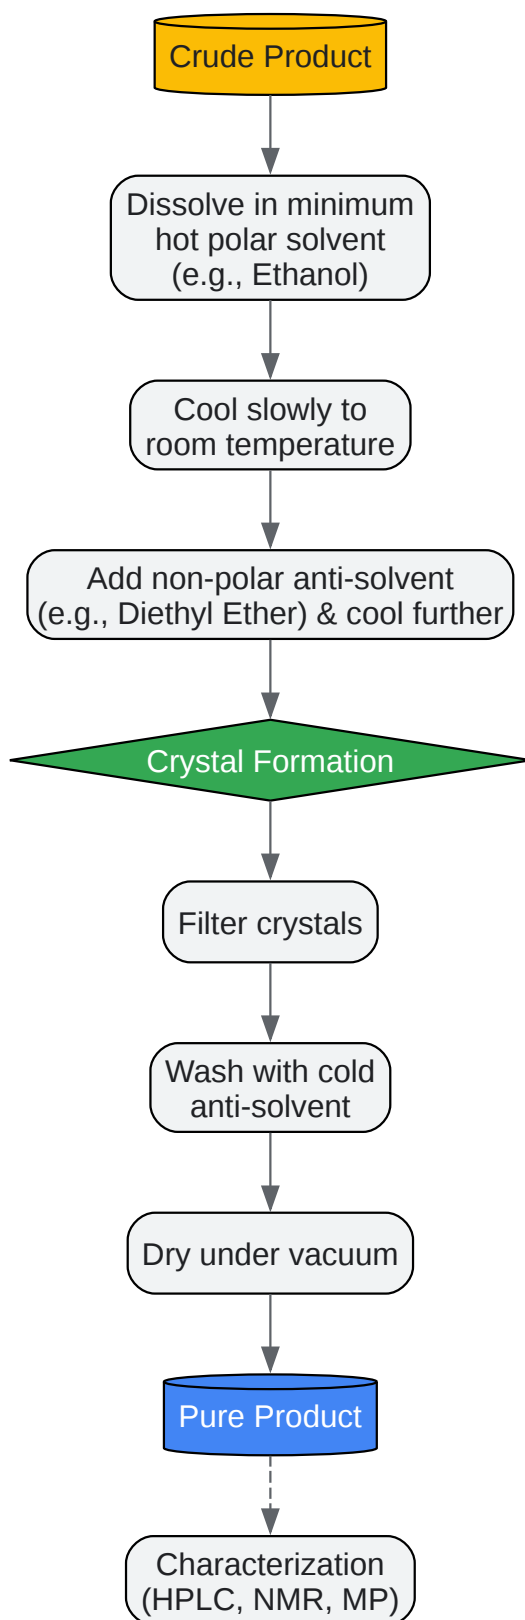 Crude Product
Dissolve in minimum
hot polar solvent
(e.g., Ethanol)
Cool slowly to
room temperature
Add non-polar anti-solvent
(e.g., Diethyl Ether) & cool further
Crystal Formation
Filter crystals
Wash with cold
anti-solvent
Dry under vacuum
Pure Product
Characterization
(HPLC, NMR, MP)